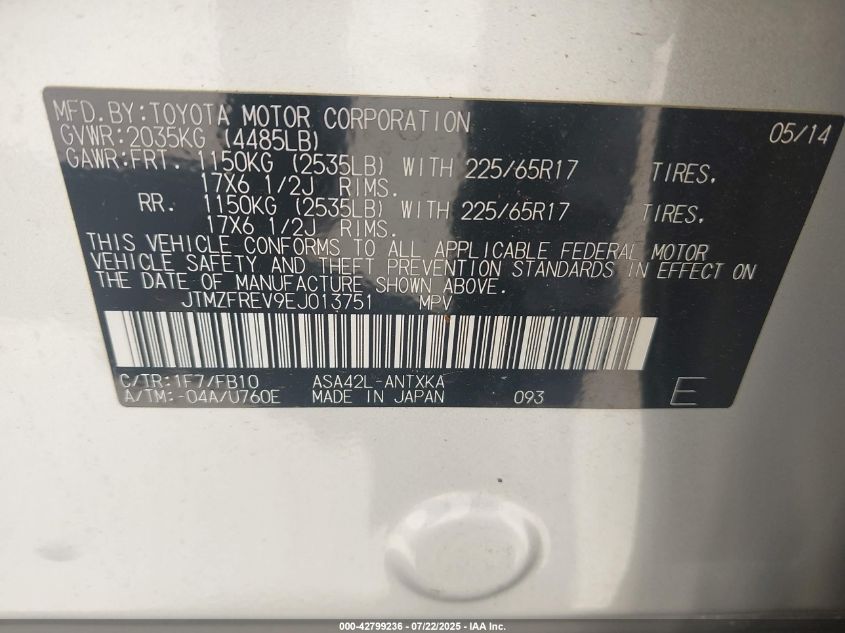 MFD.BY:TOYOTA MOTOR CORPORATION 05/14
GVWR:2035KG (4485LB)
GAWR:FRT. 1150KG (2535LB) WITH 225/65R17 TIRES.
17X6 1/2J RIMS.
RR. 1150KG (2535LB) WITH 225/65R17 TIRES.
17X6 1/2J RIMS.
THIS VEHICLE CONFORMS TO ALL APPLICABLE FEDERAL MOTOR
VEHICLE SAFETY AND THEFT PREVENTION STANDARDS IN EFFECT ON
THE DATE OF MANUFACTURE SHOWN ABOVE.
JTMZFREV9EJ013751 MPV
C/TR:1F7/FB10 ASA42L-ANTXKA
A/TM:-04A/U760E MADE IN JAPAN 093 E
000-42799236 - 07/22/2025 - IAA Inc.